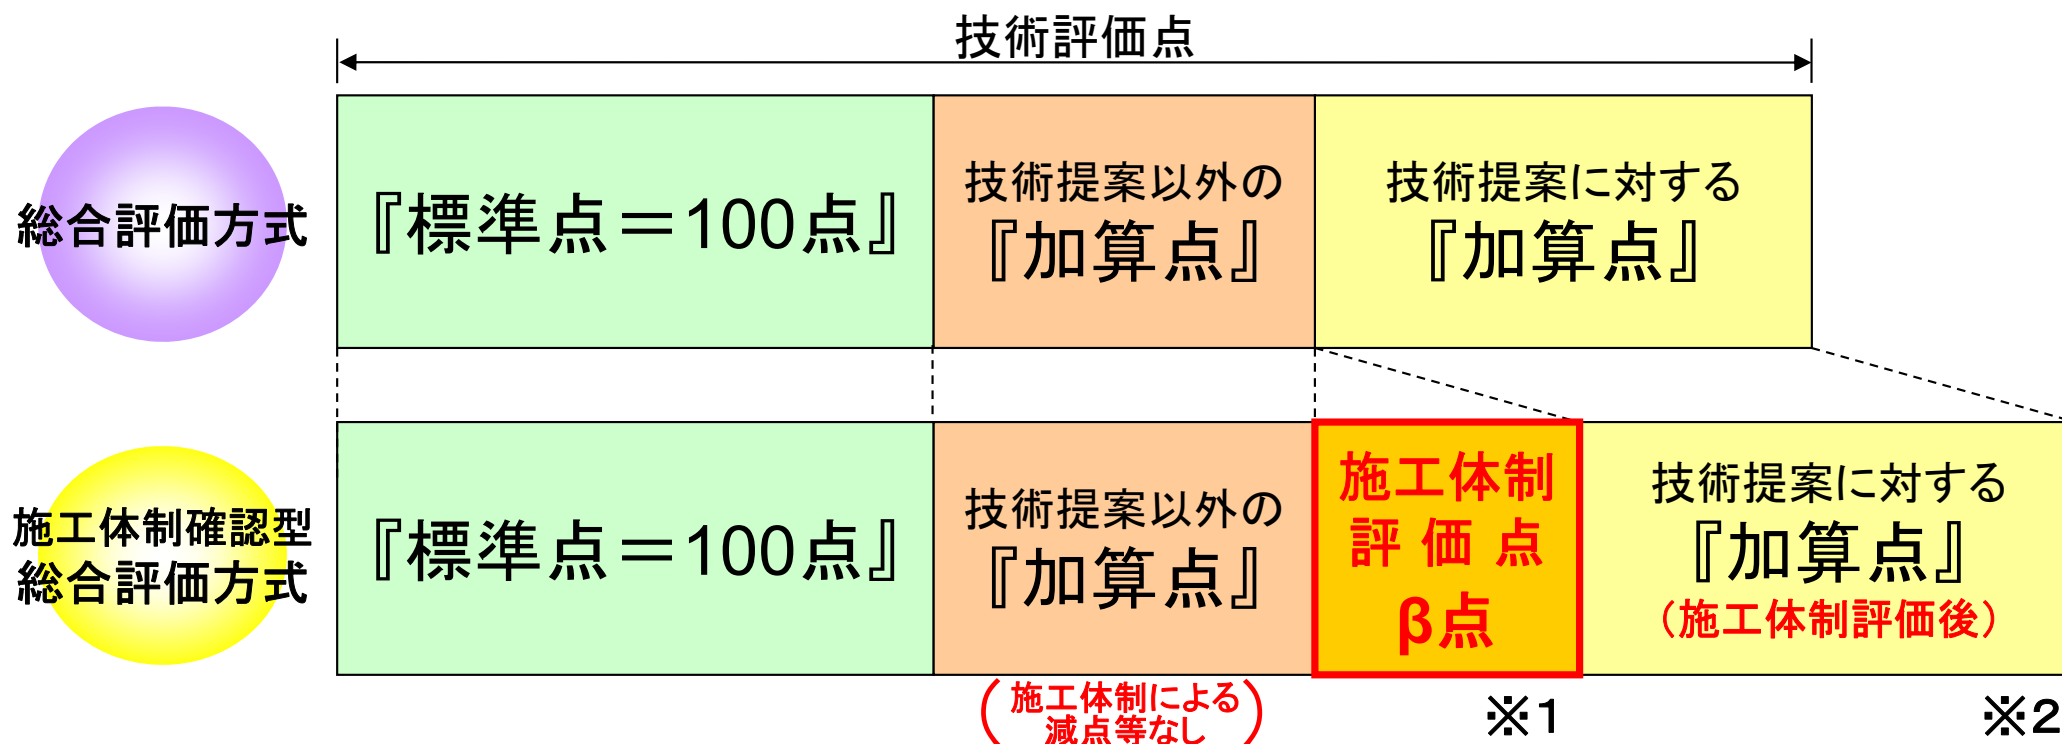 技術評価点
総合評価方式
『標準点＝100点』
技術提案以外の
『加算点』
技術提案に対する
『加算点』
施工体制確認型
総合評価方式
『標準点＝100点』
技術提案以外の
『加算点』
施工体制
評価点
β点
技術提案に対する
『加算点』
（施工体制評価後）
（施工体制による
減点等なし）
※1
※2